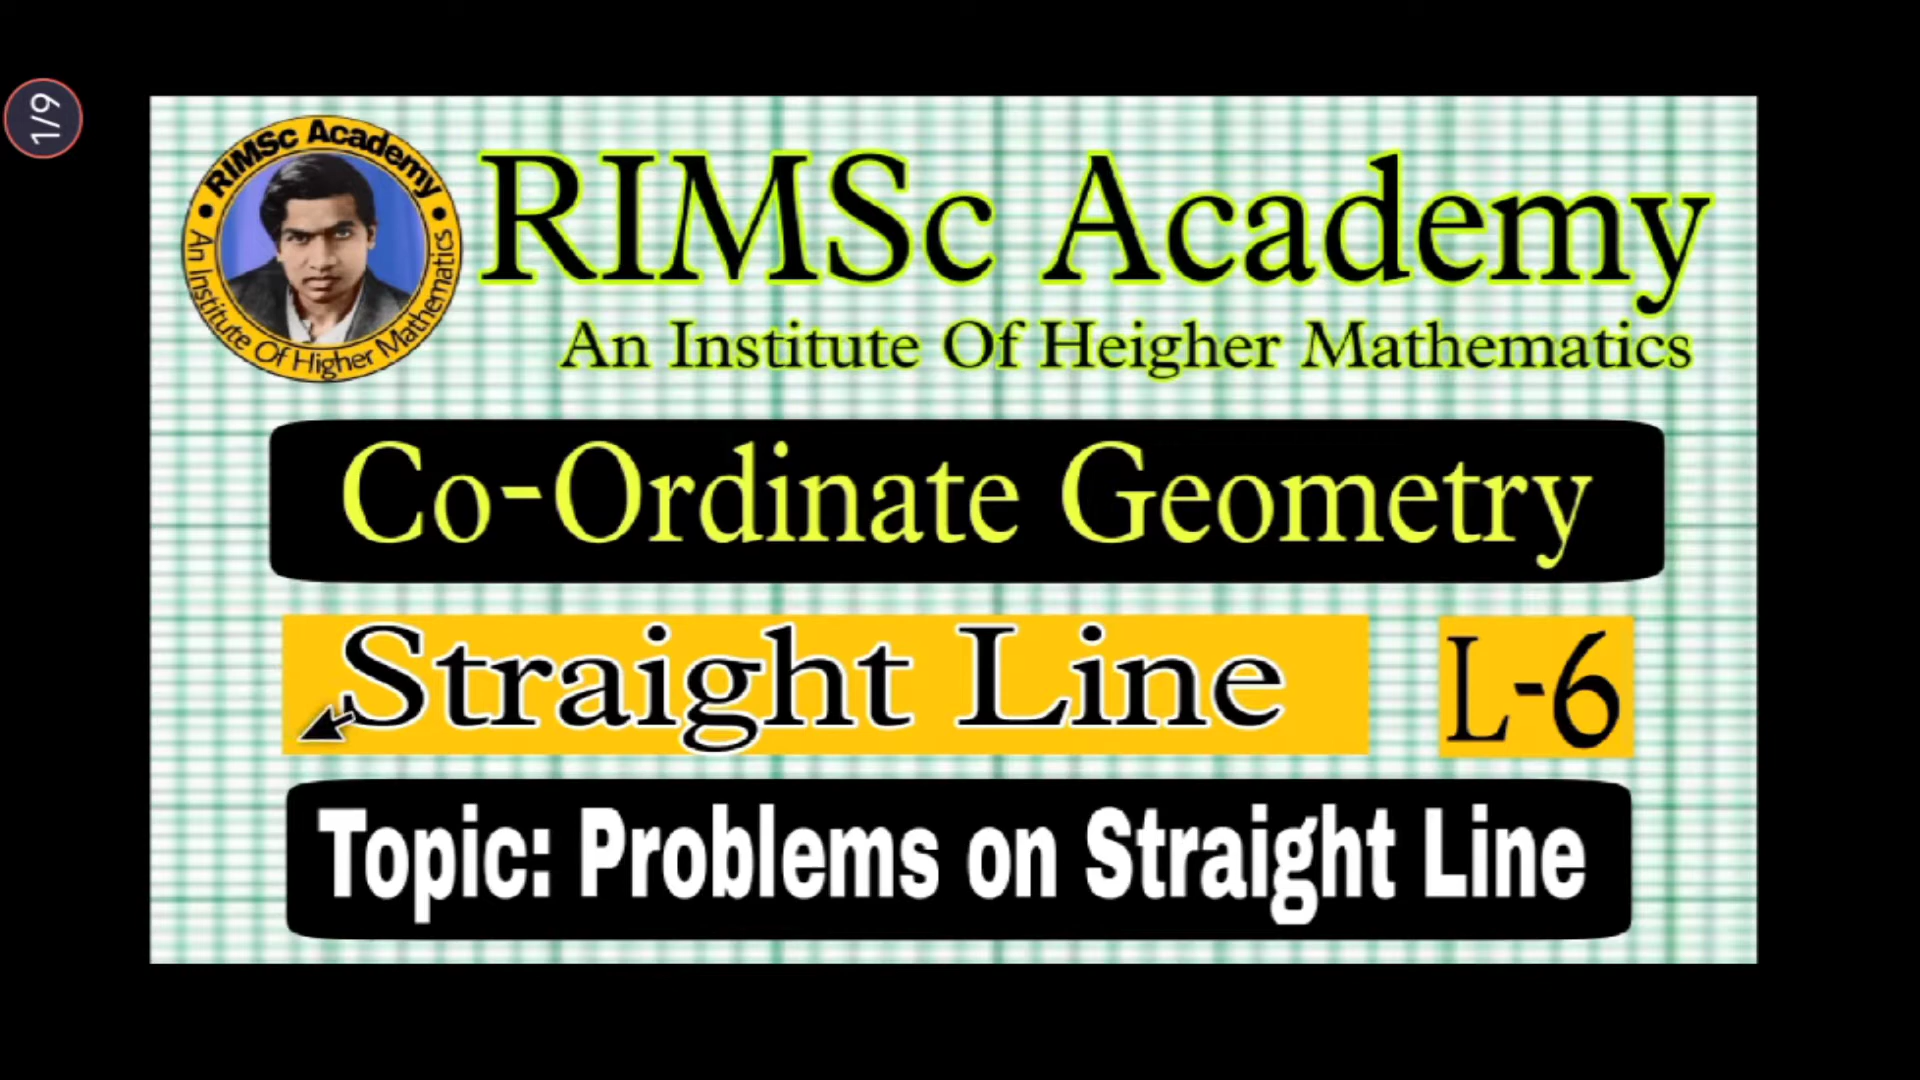 1/9
RIMSc Academy
An Institute Of Higher Mathematics
RIMSc Academy
An Institute Of Heigher Mathematics
Co-Ordinate Geometry
Straight Line
L-6
Topic: Problems on Straight Line